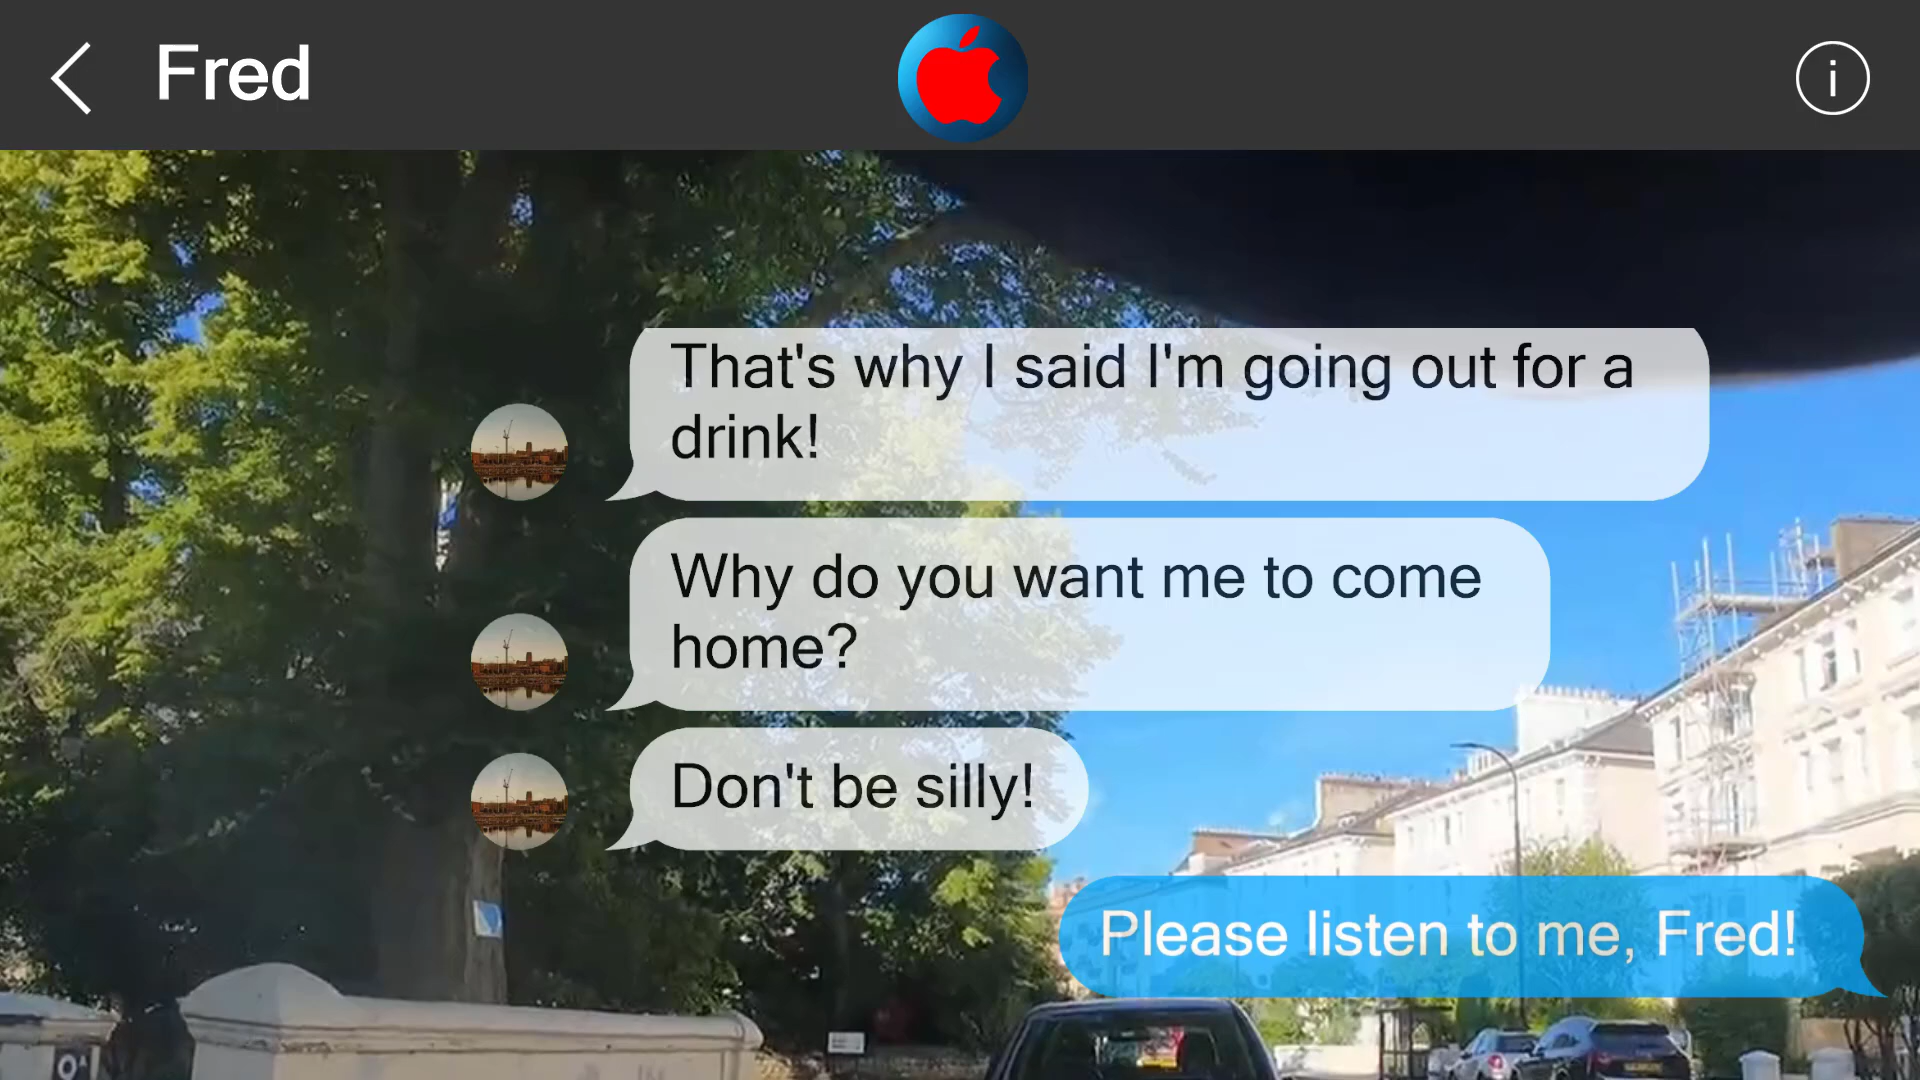 Fred
i
That's why I said I'm going out for a
drink!
Why do you want me to come
home?
Don't be silly!
Please listen to me, Fred!